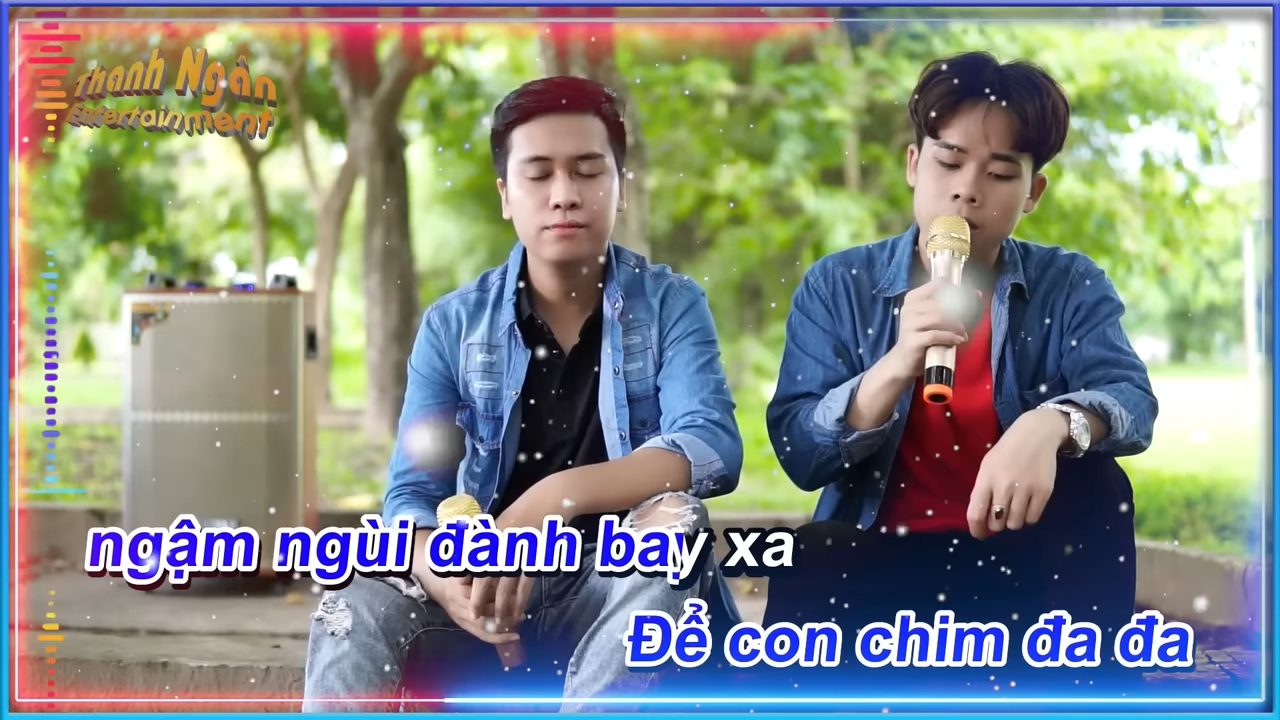 Thanh Ngân
Entertainment
ngậm ngùi đành bay xa
Để con chim đa đa